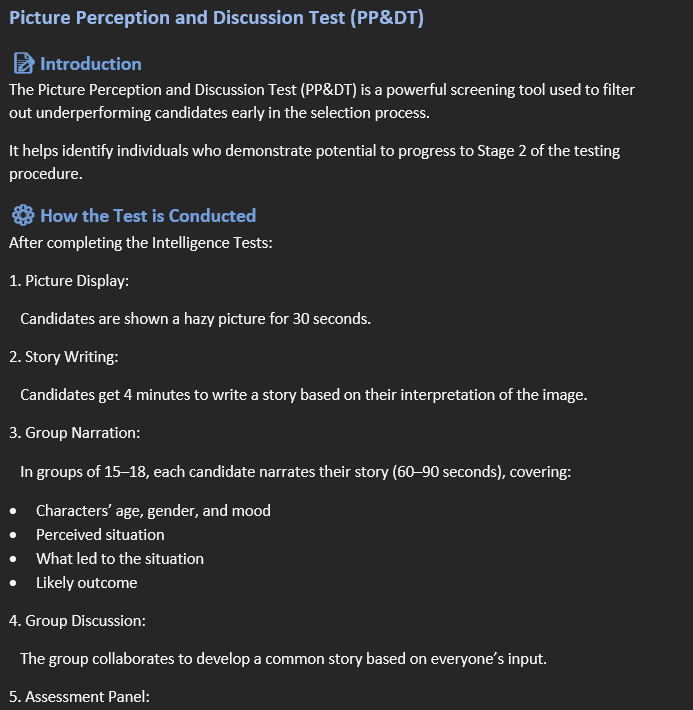 Picture Perception and Discussion Test (PP&DT)
Introduction
The Picture Perception and Discussion Test (PP&DT) is a powerful screening tool used to filter
out underperforming candidates early in the selection process.
It helps identify individuals who demonstrate potential to progress to Stage 2 of the testing
procedure.
How the Test is Conducted
After completing the Intelligence Tests:
1. Picture Display:
Candidates are shown a hazy picture for 30 seconds.
2. Story Writing:
Candidates get 4 minutes to write a story based on their interpretation of the image.
3. Group Narration:
In groups of 15–18, each candidate narrates their story (60–90 seconds), covering:
• Characters’ age, gender, and mood
• Perceived situation
• What led to the situation
• Likely outcome
4. Group Discussion:
The group collaborates to develop a common story based on everyone’s input.
5. Assessment Panel: